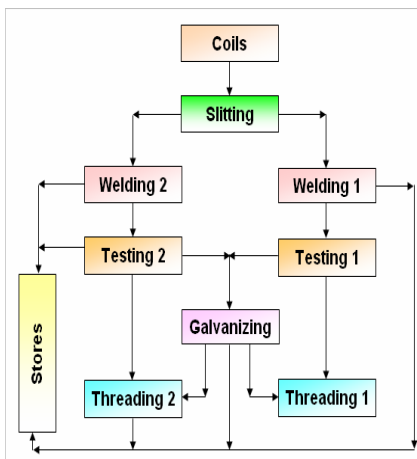 Coils
Slitting
Welding 2
Welding 1
Testing 2
Testing 1
Galvanizing
Stores
Threading 2
Threading 1